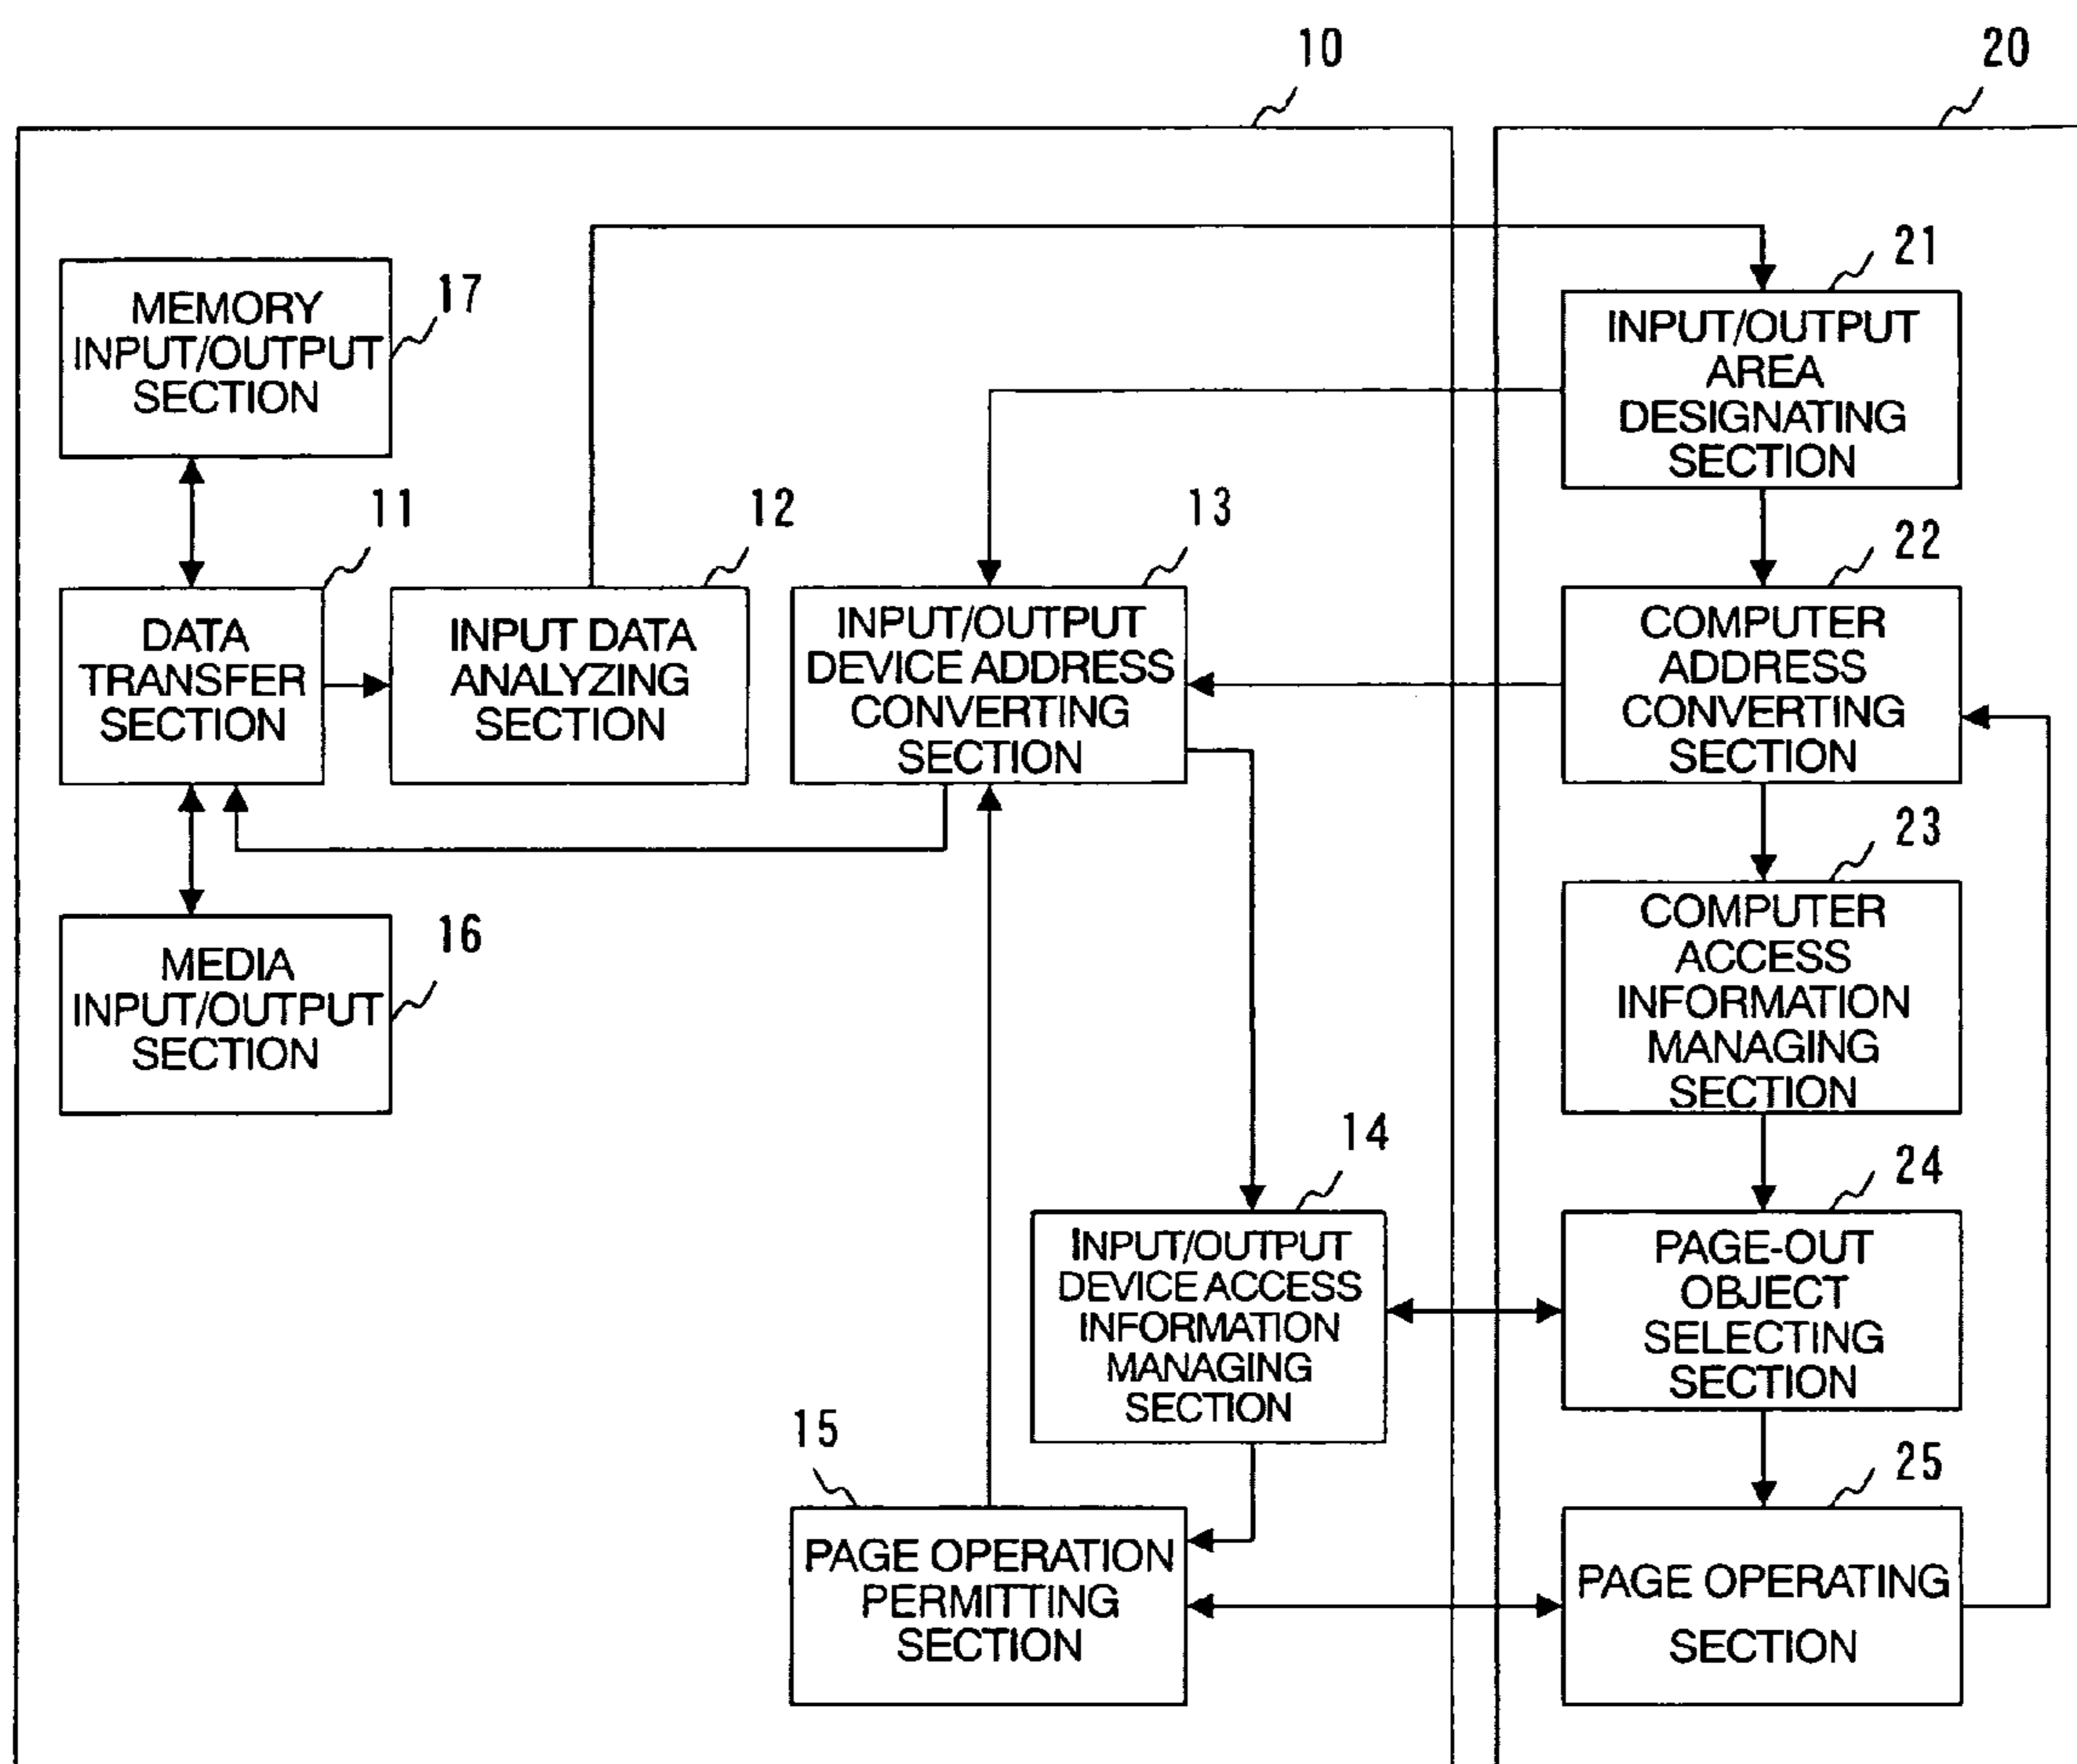 10
20
17
MEMORY
INPUT/OUTPUT
SECTION
21
INPUT/OUTPUT
AREA
DESIGNATING
SECTION
11
DATA
TRANSFER
SECTION
12
INPUT DATA
ANALYZING
SECTION
13
INPUT/OUTPUT
DEVICE ADDRESS
CONVERTING
SECTION
22
COMPUTER
ADDRESS
CONVERTING
SECTION
16
MEDIA
INPUT/OUTPUT
SECTION
23
COMPUTER
ACCESS
INFORMATION
MANAGING
SECTION
14
INPUT/OUTPUT
DEVICE ACCESS
INFORMATION
MANAGING
SECTION
24
PAGE-OUT
OBJECT
SELECTING
SECTION
15
PAGE OPERATION
PERMITTING
SECTION
25
PAGE OPERATING
SECTION